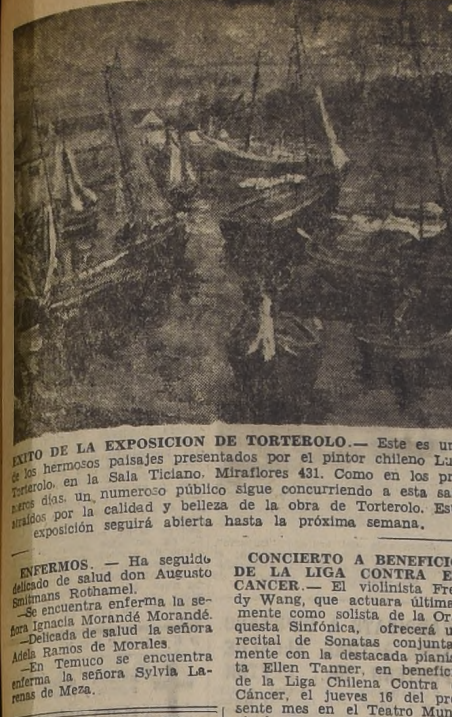 EXITO DE LA EXPOSICION DE TORTEROLO.— Este es un
de los hermosos paisajes presentados por el pintor chileno Lu
Torterolo, en la Sala Ticiano, Miraflores 431. Como en los pr
meros días, un numeroso público sigue concurriendo a esta sa
atraídos por la calidad y belleza de la obra de Torterolo. Es
exposición seguirá abierta hasta la próxima semana.
ENFERMOS. — Ha seguido
delicado de salud don Augusto
Smitmans Rothamel.
—Se encuentra enferma la se-
ñora Ignacia Morandé Morandé.
—Delicada de salud la señora
Adela Ramos de Morales.
—En Temuco se encuentra
enferma la señora Sylvia La-
renas de Meza.
CONCIERTO A BENEFICI
DE LA LIGA CONTRA E
CANCER.— El violinista Fre
dy Wang, que actuara última
mente como solista de la Or
questa Sinfónica, ofrecerá u
recital de Sonatas conjunta
mente con la destacada piani
ta Ellen Tanner, en benefic
de la Liga Chilena Contra
Cáncer, el jueves 16 del pre
sente mes en el Teatro Mun